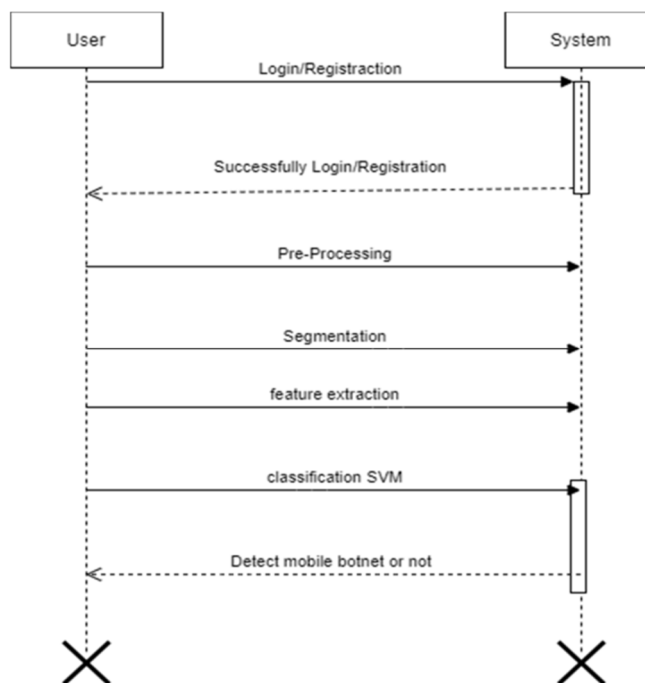 User
System
Login/Registraction
Successfully Login/Registration
Pre-Processing
Segmentation
feature extraction
classification SVM
Detect mobile botnet or not